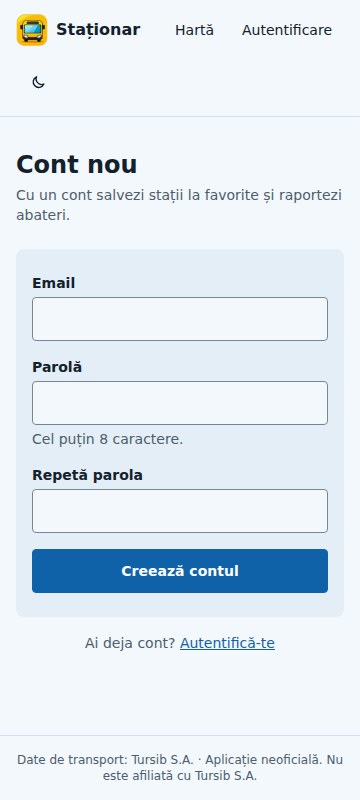 Staționar
Hartă
Autentificare
Cont nou
Cu un cont salvezi stații la favorite și raportezi
abateri.
Email
Parolă
Cel puțin 8 caractere.
Repetă parola
Creează contul
Ai deja cont? Autentifică-te
Date de transport: Tursib S.A. · Aplicație neoficială. Nu
este afiliată cu Tursib S.A.